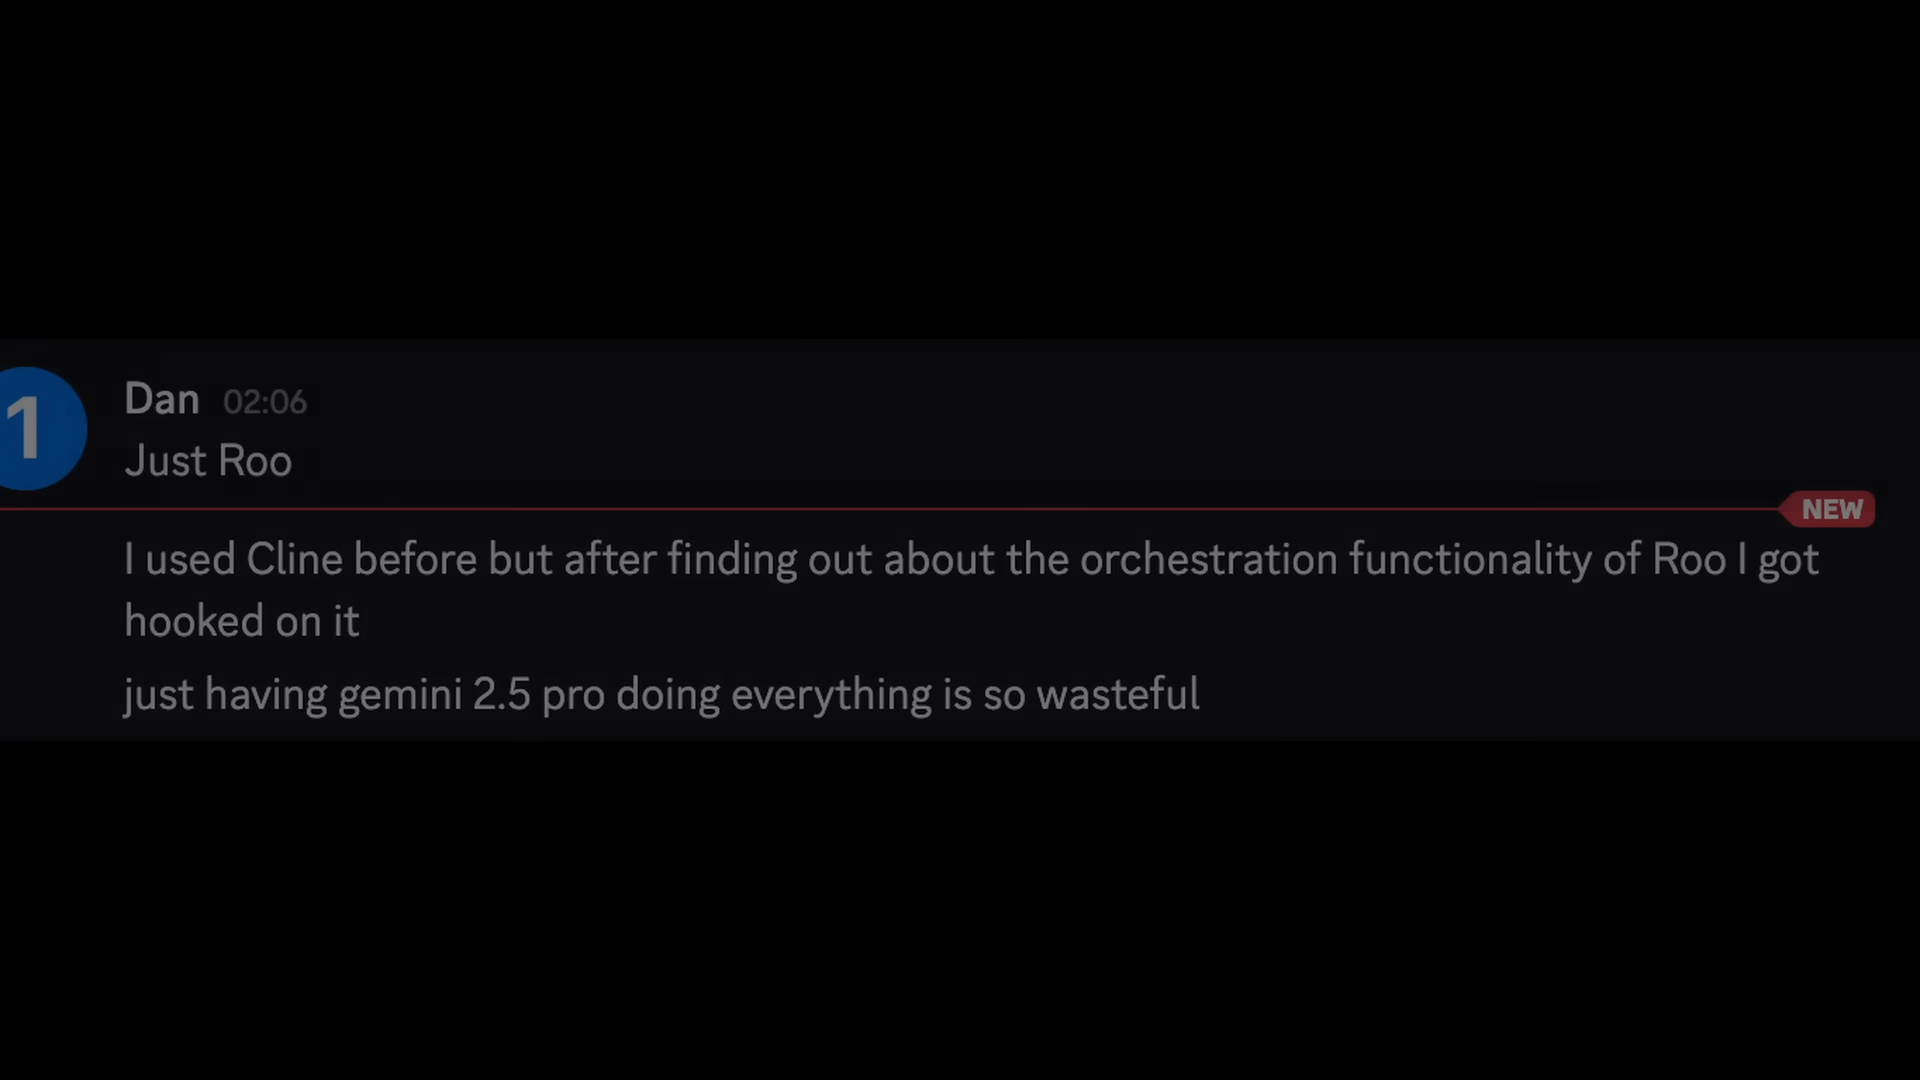 1
Dan 02:06
Just Roo
NEW
I used Cline before but after finding out about the orchestration functionality of Roo I got
hooked on it
just having gemini 2.5 pro doing everything is so wasteful